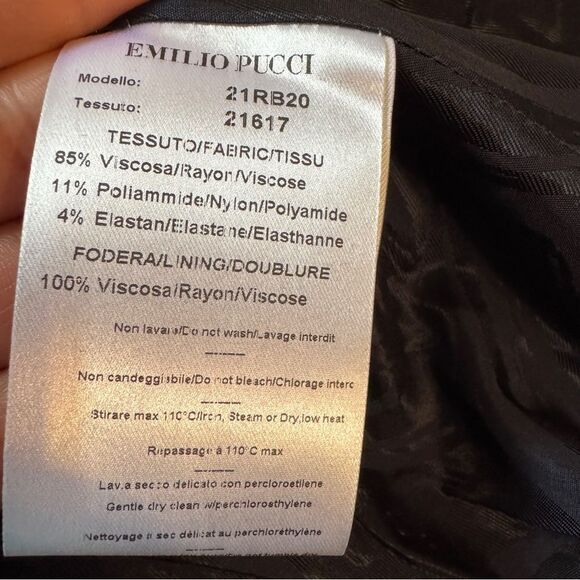 EMILIO PUCCI
Modello: 21RB20
Tessuto: 21617
TESSUTO/FABRIC/TISSU
85% Viscosa/Rayon/Viscose
11% Poliammide/Nylon/Polyamide
4% Elastan/Elastane/Elasthanne
FODERA/LINING/DOUBLURE
100% Viscosa/Rayon/Viscose
Non lavare/Do not wash/Lavage interdit
Non candeggiabile/Do not bleach/Chlorage interc
Stirare max 110°C/Iron, Steam or Dry, low heat
Repassage à 110°C max
Lava secco delicato con percloroetilene
Gentle dry clean w/perchloroethylene
Nettoyage à sec délicat au perchloréthylène